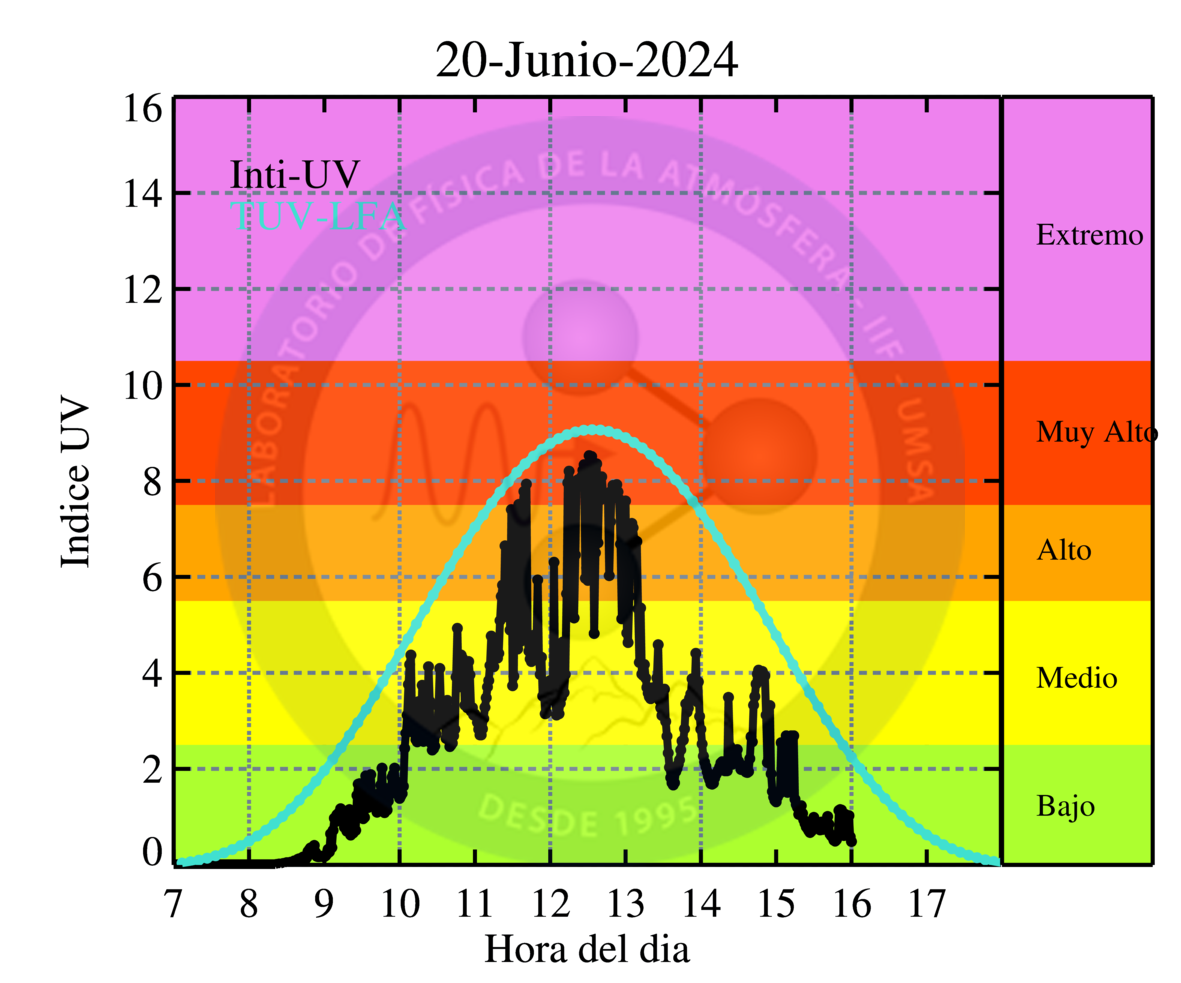 20-Junio-2024
Inti-UV
TUV-LFA
LABORATORIO DE FÍSICA DE LA ATMÓSFERA - IIF - UMSA
DESDE 1995
Indice UV
16
14
12
10
8
6
4
2
0
Extremo
Muy Alto
Alto
Medio
Bajo
7 8 9 10 11 12 13 14 15 16 17
Hora del dia